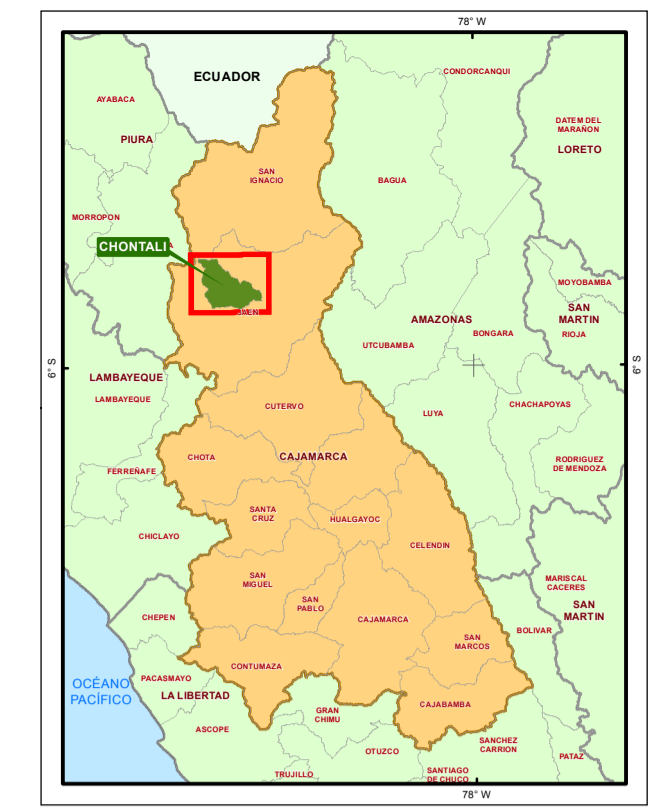 78° W
ECUADOR
CONDORCANQUI
AYABACA
DATEM DEL
MARAÑON
PIURA
LORETO
SAN
IGNACIO
BAGUA
MORROPON
CHONTALI
MOYOBAMBA
SAN
MARTIN
JAEN
AMAZONAS
BONGARA
RIOJA
UTCUBAMBA
6° S
6° S
LAMBAYEQUE
LAMBAYEQUE
CUTERVO
LUYA
CHACHAPOYAS
CHOTA
CAJAMARCA
FERREÑAFE
RODRIGUEZ
DE MENDOZA
SANTA
CRUZ
HUALGAYOC
CHICLAYO
CELENDIN
SAN
MIGUEL
MARISCAL
CACERES
SAN
PABLO
SAN
MARTIN
CHEPEN
CAJAMARCA
BOLIVAR
SAN
MARCOS
CONTUMAZA
PACASMAYO
OCÉANO
PACÍFICO
LA LIBERTAD
CAJABAMBA
GRAN
CHIMU
ASCOPE
SANCHEZ
CARRION
OTUZCO
PATAZ
TRUJILLO
SANTIAGO
DE CHUCO
78° W